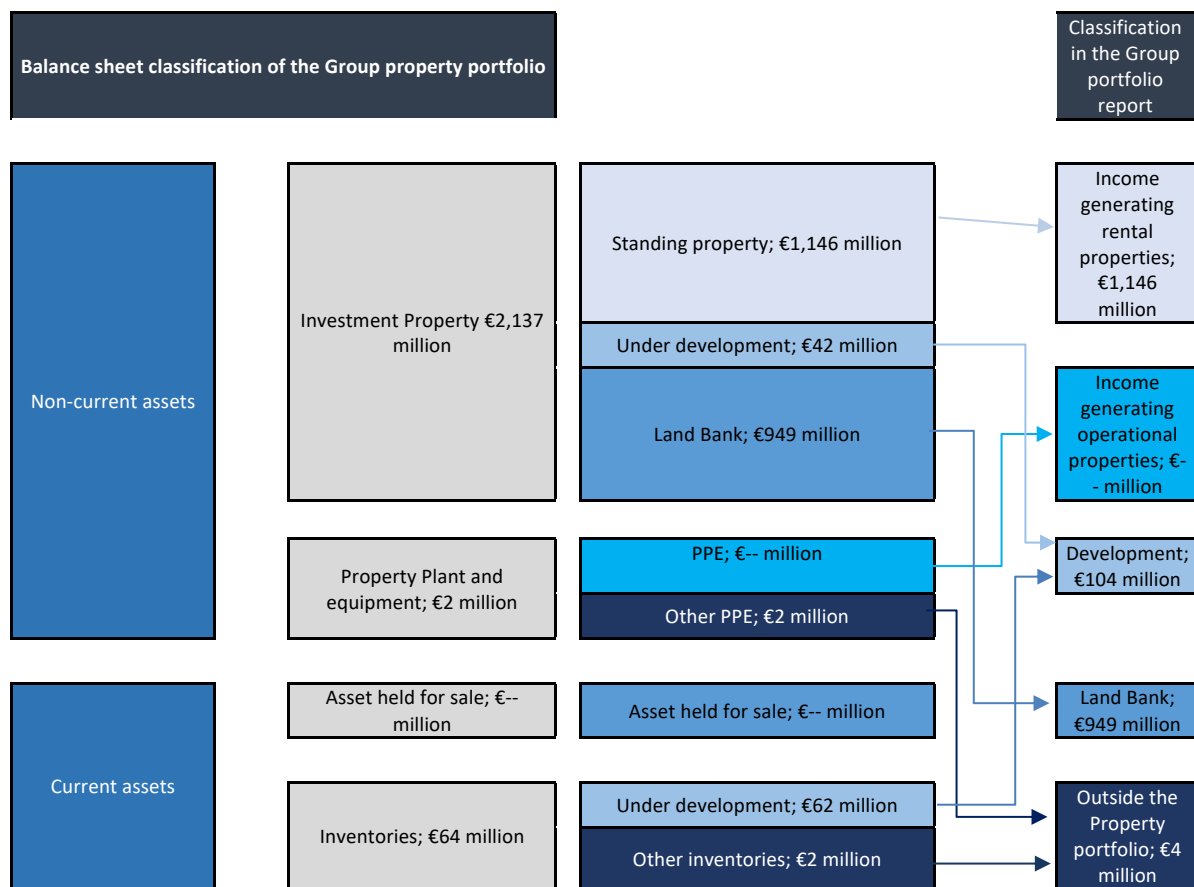 Balance sheet classification of the Group property portfolio
Classification
in the Group
portfolio
report
Non-current assets
Investment Property €2,137
million
Standing property; €1,146 million
Income
generating
rental
properties;
€1,146
million
Under development; €42 million
Land Bank; €949 million
Income
generating
operational
properties; €-
- million
Property Plant and
equipment; €2 million
PPE; €-- million
Other PPE; €2 million
Development;
€104 million
Current assets
Asset held for sale; €--
million
Asset held for sale; €-- million
Land Bank;
€949 million
Inventories; €64 million
Under development; €62 million
Other inventories; €2 million
Outside the
Property
portfolio; €4
million